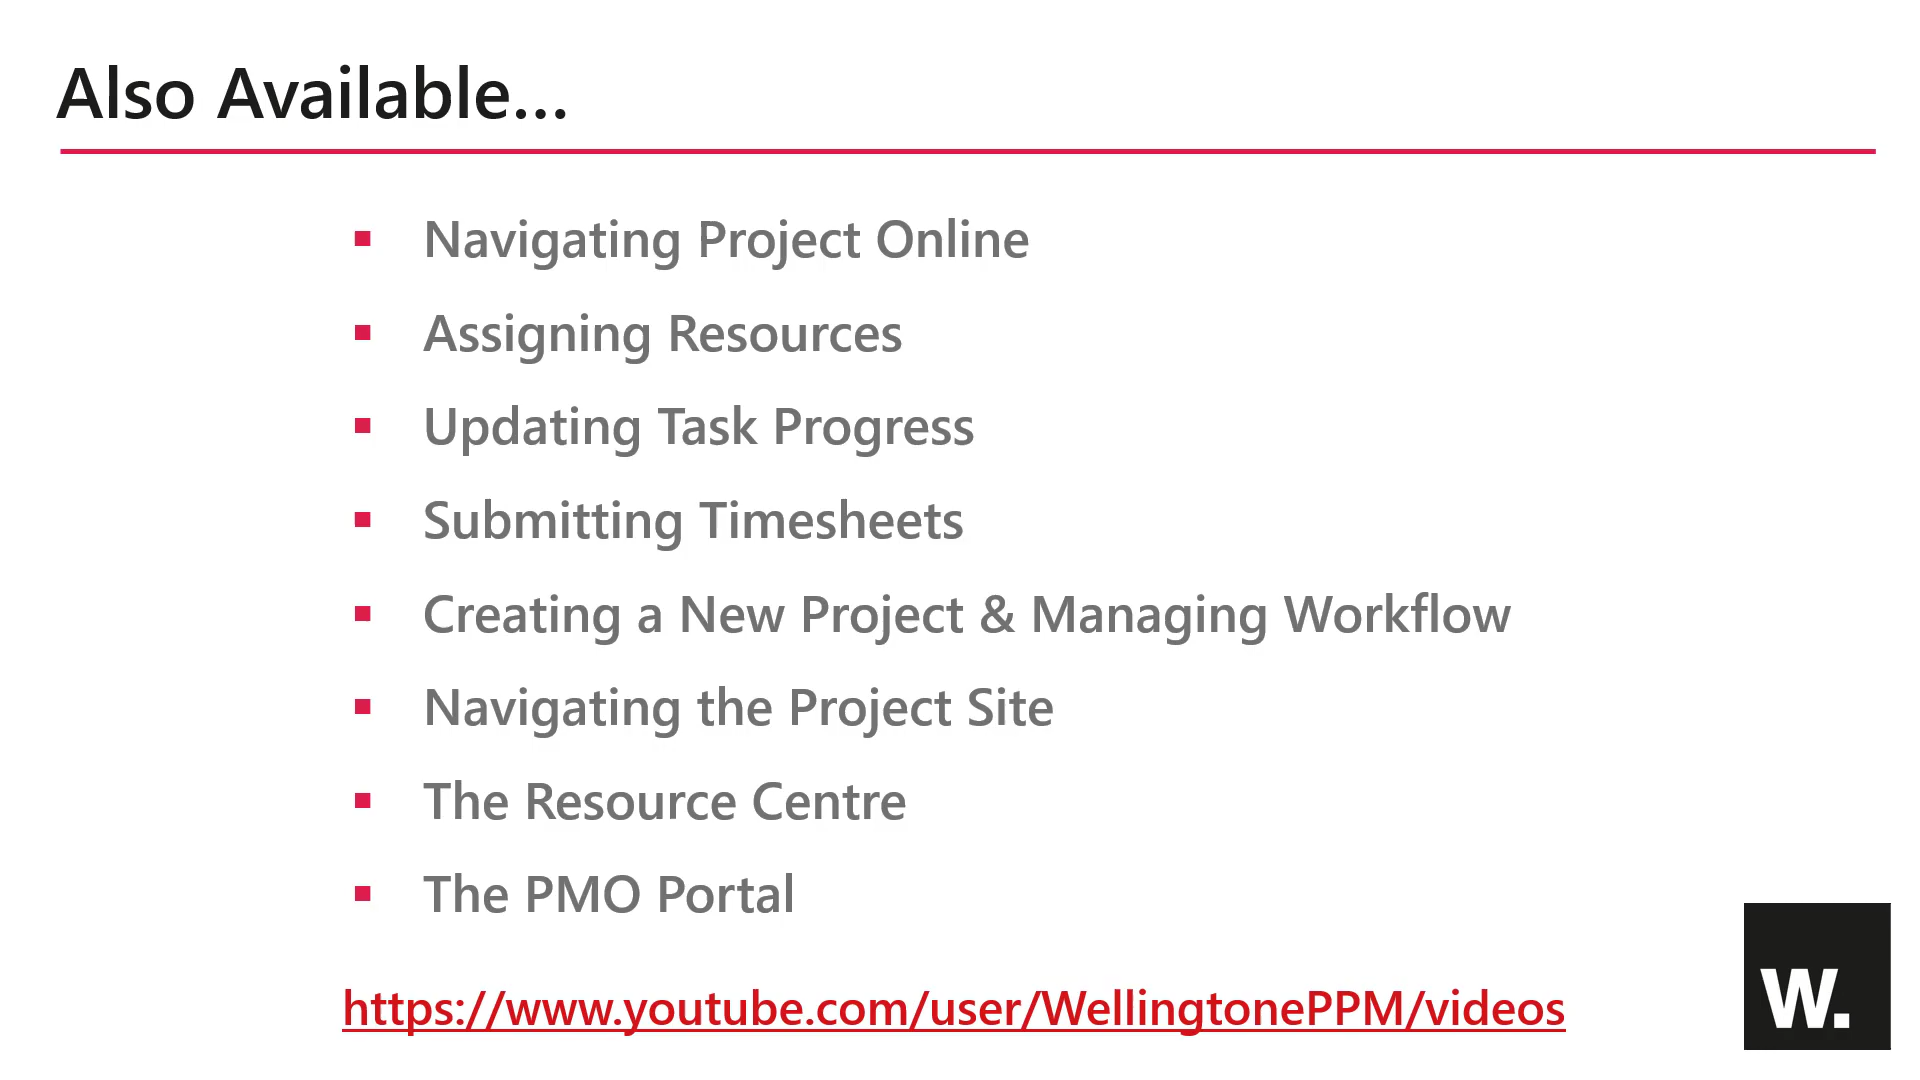 Also Available...
Navigating Project Online
Assigning Resources
Updating Task Progress
Submitting Timesheets
Creating a New Project & Managing Workflow
Navigating the Project Site
The Resource Centre
The PMO Portal
https://www.youtube.com/user/WellingtonePPM/videos
W.